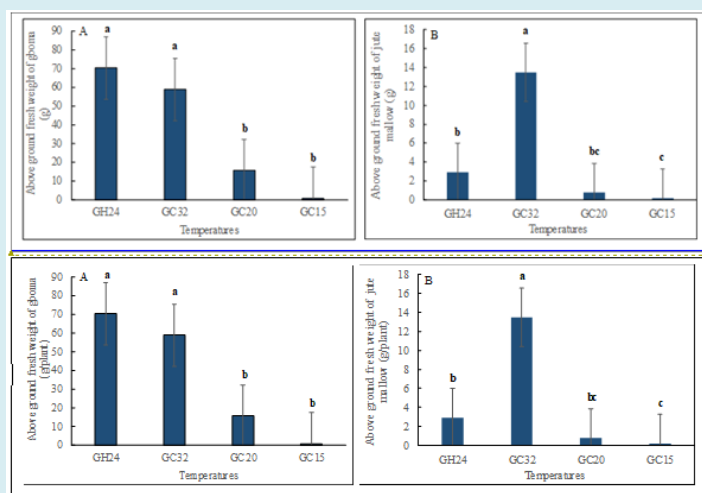 A
Above ground fresh weight of gboma
(g)
90
80
70
60
50
40
30
20
10
0
a
a
b
b
GH24 GC32 GC20 GC15
Temperatures
B
Above ground fresh weight of jute
mallow (g)
18
16
14
12
10
8
6
4
2
0
b
a
bc
c
GH24 GC32 GC20 GC15
Temperatures
A
Above ground fresh weight of gboma
(g/plant)
90
80
70
60
50
40
30
20
10
0
a
a
b
b
GH24 GC32 GC20 GC15
Temperatures
B
Above ground fresh weight of jute
mallow (g/plant)
18
16
14
12
10
8
6
4
2
0
b
a
bc
c
GH24 GC32 GC20 GC15
Temperatures